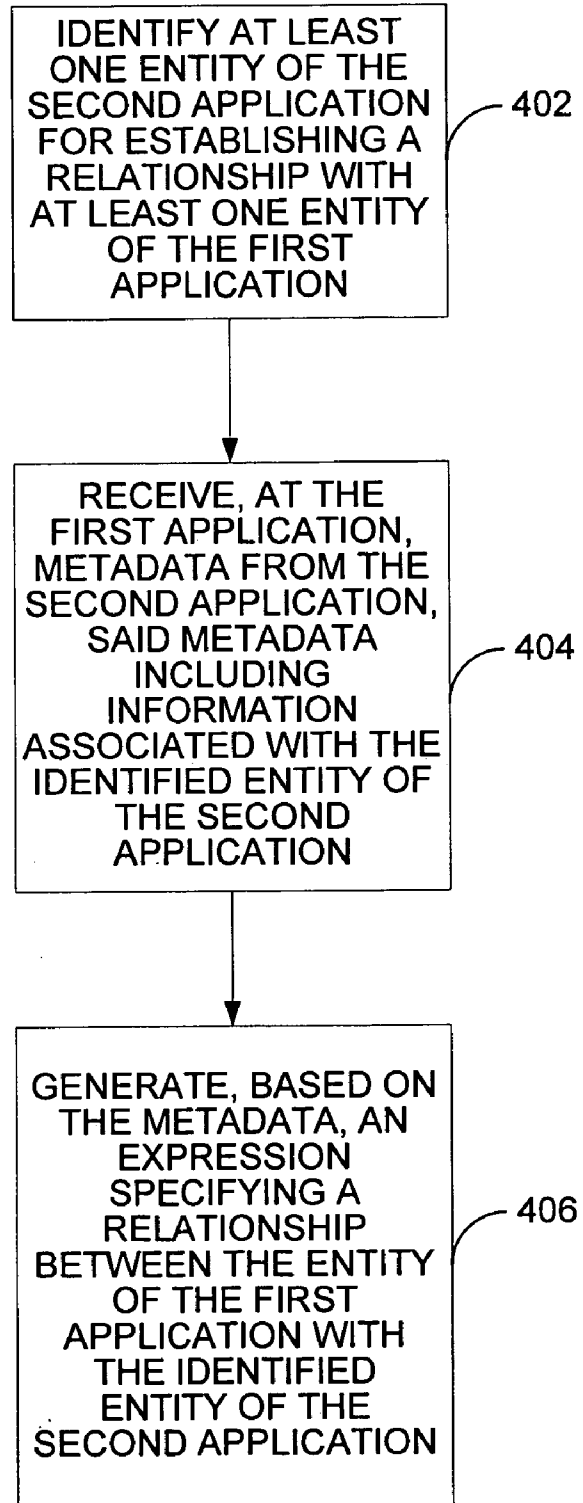 IDENTIFY AT LEAST
ONE ENTITY OF THE
SECOND APPLICATION
FOR ESTABLISHING A
RELATIONSHIP WITH
AT LEAST ONE ENTITY
OF THE FIRST
APPLICATION
402
RECEIVE, AT THE
FIRST APPLICATION,
METADATA FROM THE
SECOND APPLICATION,
SAID METADATA
INCLUDING
INFORMATION
ASSOCIATED WITH THE
IDENTIFIED ENTITY OF
THE SECOND
APPLICATION
404
GENERATE, BASED ON
THE METADATA, AN
EXPRESSION
SPECIFYING A
RELATIONSHIP
BETWEEN THE ENTITY
OF THE FIRST
APPLICATION WITH
THE IDENTIFIED
ENTITY OF THE
SECOND APPLICATION
406